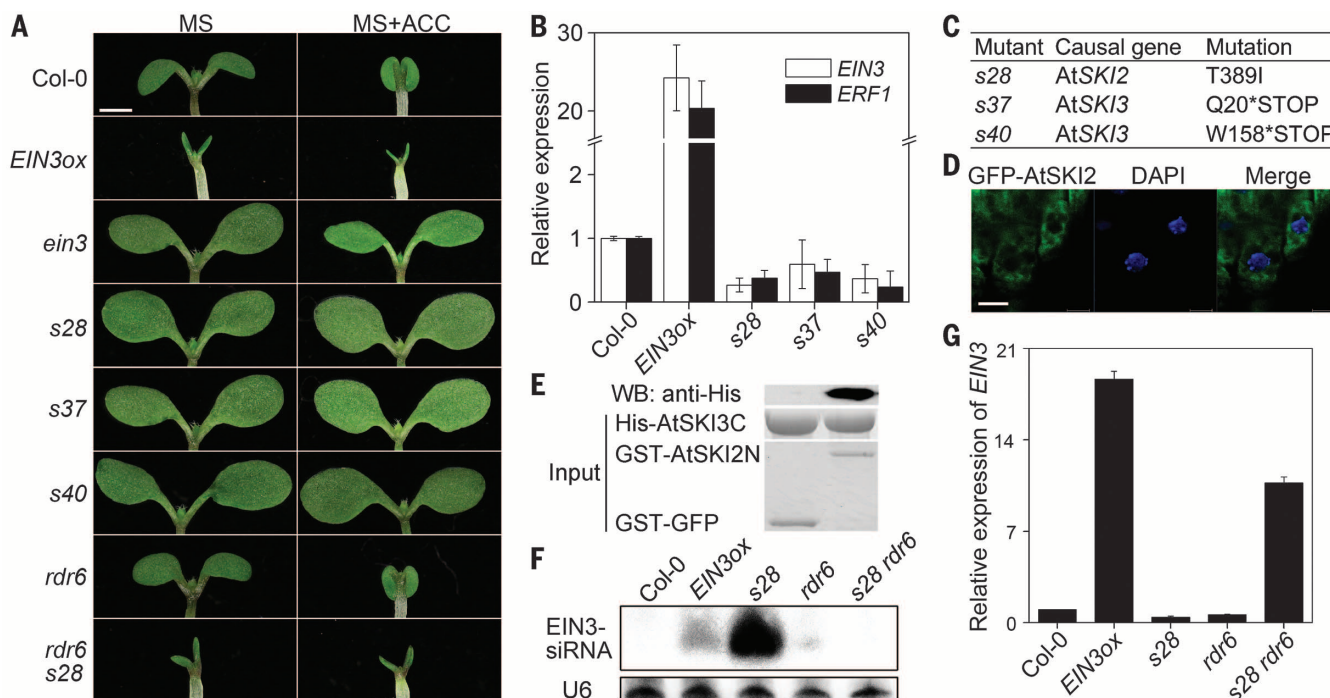 A
MS
MS+ACC
Col-0
EIN3ox
ein3
s28
s37
s40
rdr6
rdr6
s28
B
Relative expression
30
20
2
1
0
EIN3
ERF1
Col-0
EIN3ox
s28
s37
s40
C
Mutant Causal gene Mutation
s28 AtSKI2 T389I
s37 AtSKI3 Q20*STOP
s40 AtSKI3 W158*STOP
D
GFP-AtSKI2 DAPI Merge
E
WB: anti-His
His-AtSKI3C
Input
GST-AtSKI2N
GST-GFP
F
Col-0
EIN3ox
s28
rdr6
s28 rdr6
EIN3-
siRNA
U6
G
Relative expression of EIN3
21
14
7
0
Col-0
EIN3ox
s28
rdr6
s28 rdr6